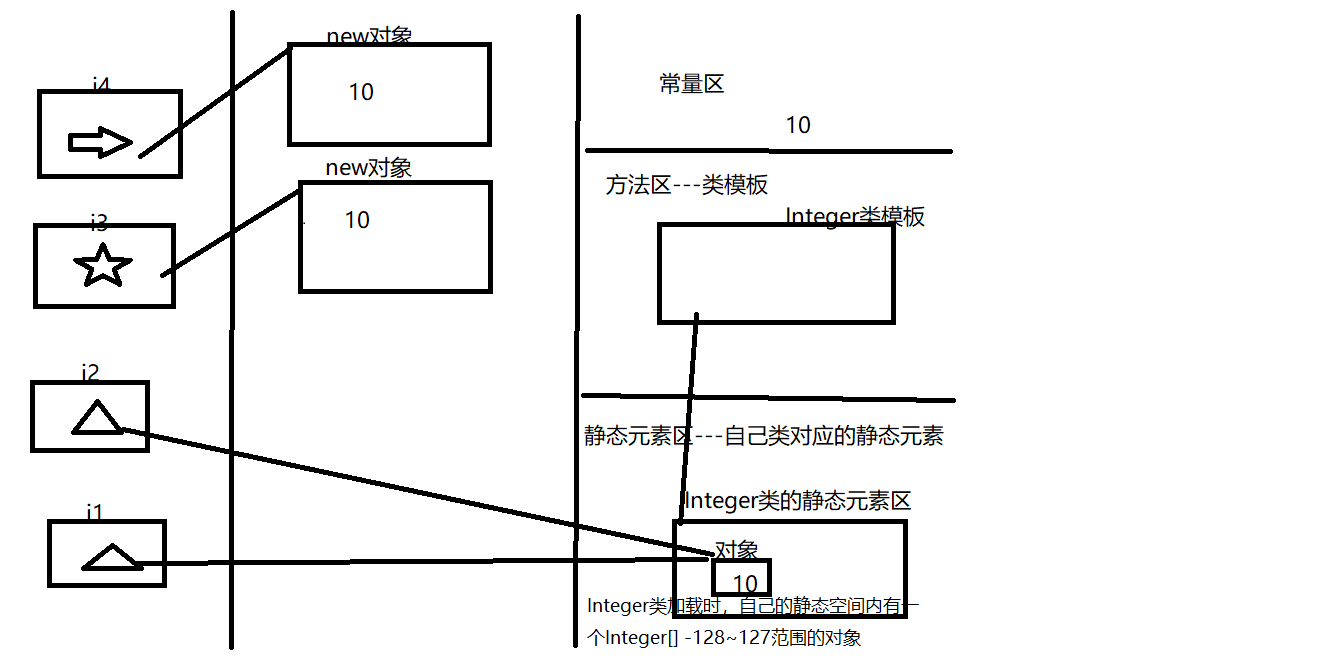 i4
new对象
10
i3
new对象
10
i2
i1
常量区
10
方法区---类模板
Integer类模板
静态元素区---自己类对应的静态元素
Integer类的静态元素区
对象
10
Integer类加载时，自己的静态空间内有一
个Integer[] -128~127范围的对象